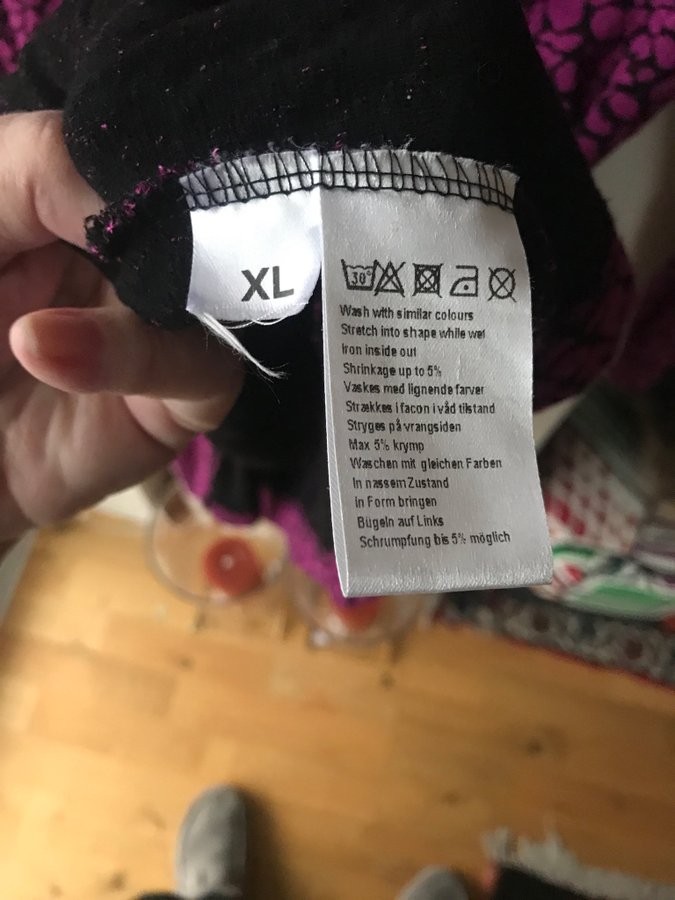 XL
30°
Wash with similar colours
Stretch into shape while wet
Iron inside out
Shrinkage up to 5%
Vaskes med lignende farver
Strækkes i facon i våd tilstand
Stryges på vrangsiden
Max 5% krymp
Waschen mit gleichen Farben
In nassem Zustand
in Form bringen
Bügeln auf Links
Schrumpfung bis 5% möglich